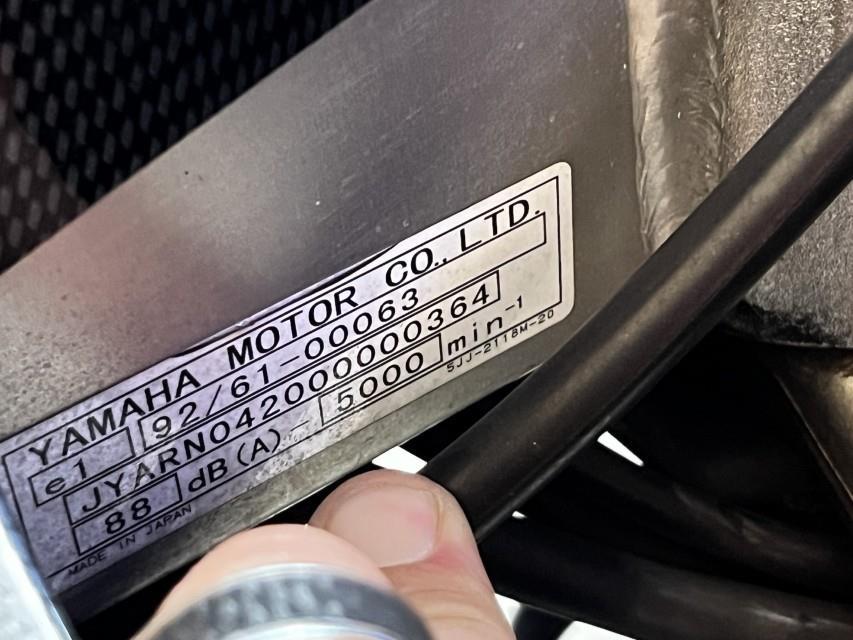 YAMAHA MOTOR CO., LTD.
e1 92/61-00063
JYARN042000000364
88 dB(A)- 5000 min-1
MADE IN JAPAN 5JJ-2118M-20